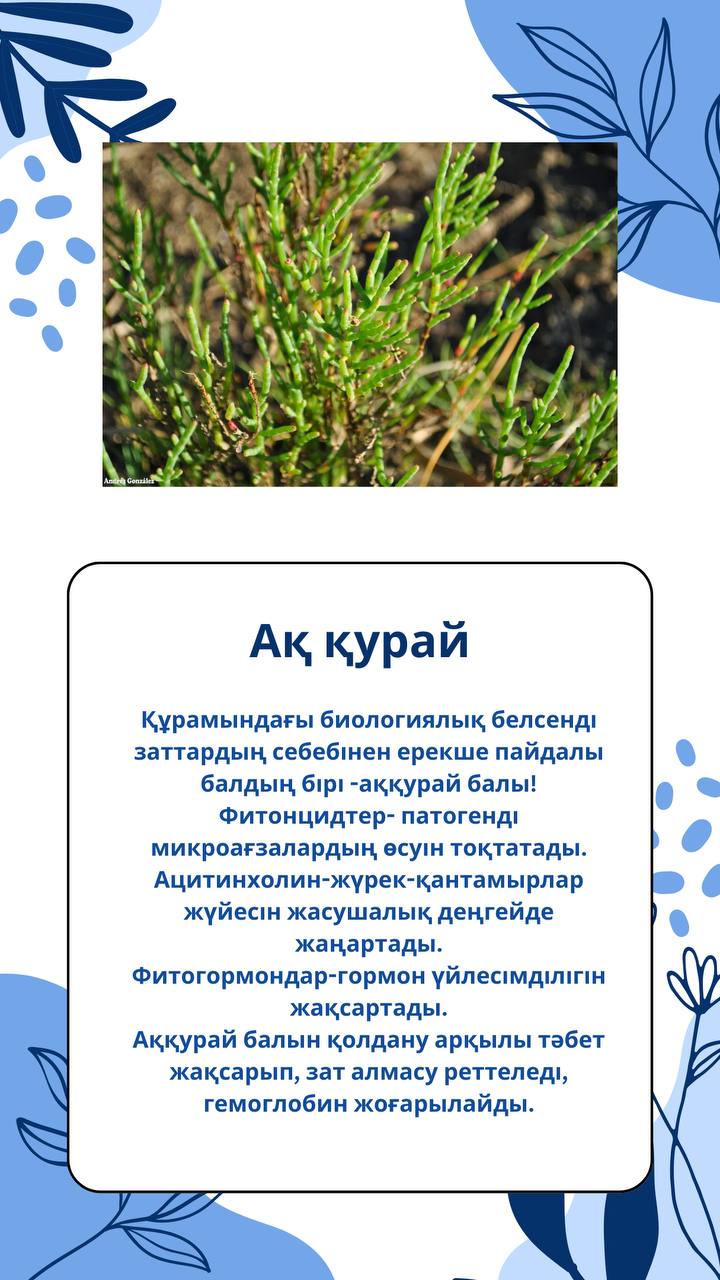 Andrés González
Ақ құрай
Құрамындағы биологиялық белсенді
заттардың себебінен ерекше пайдалы
балдың бірі -аққурай балы!
Фитонцидтер- патогенді
микроағзалардың өсуін тоқтатады.
Ацитинхолин-жүрек-қантамырлар
жүйесін жасушалық деңгейде
жаңартады.
Фитогормондар-гормон үйлесімділігін
жақсартады.
Аққурай балын қолдану арқылы тәбет
жақсарып, зат алмасу реттеледі,
гемоглобин жоғарылайды.